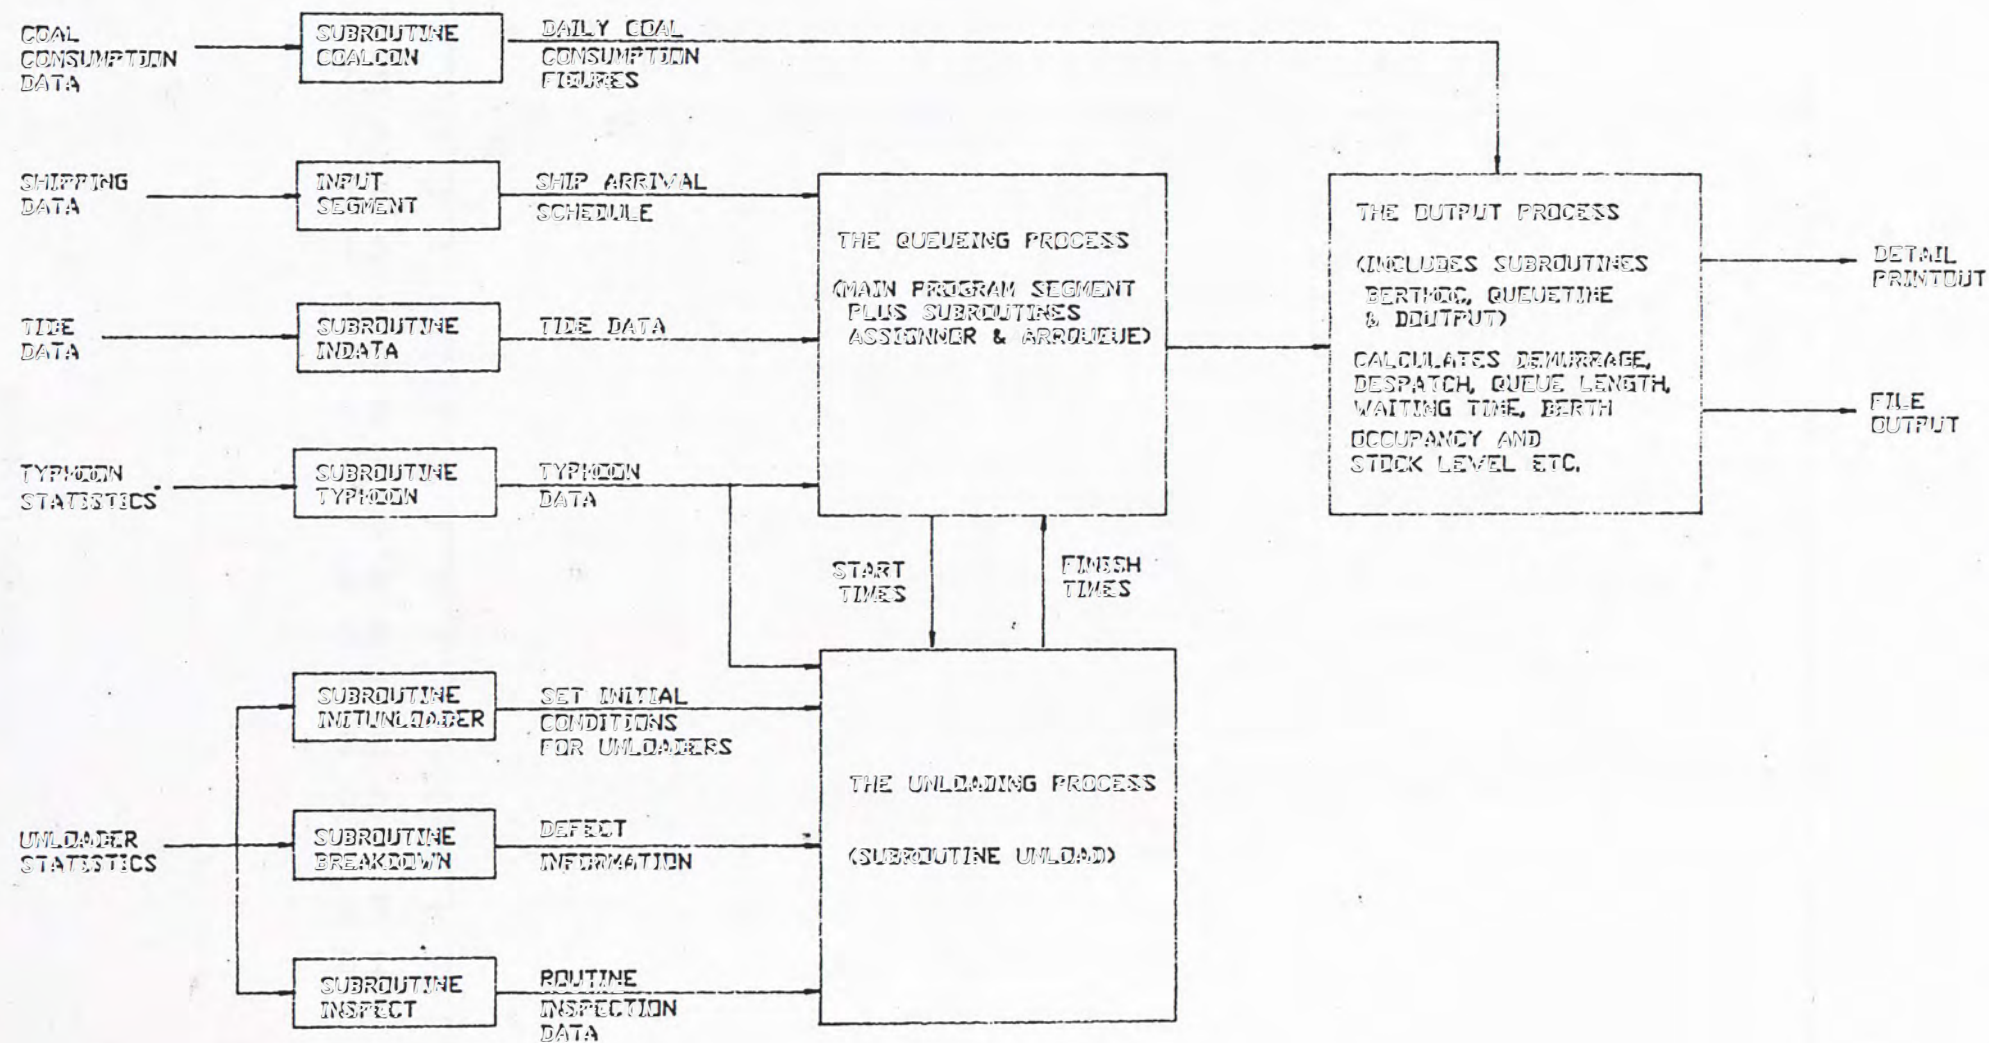 COAL
CONSUMPTION
DATA
SUBROUTINE
COALCON
DAILY COAL
CONSUMPTION
FIGURES
SHIPPING
DATA
INPUT
SEGMENT
SHIP ARRIVAL
SCHEDULE
TIDE
DATA
SUBROUTINE
INDATA
TIDE DATA
TYPHOON
STATISTICS
SUBROUTINE
TYPHOON
TYPHOON
DATA
THE QUEUEING PROCESS
(MAIN PROGRAM SEGMENT
PLUS SUBROUTINES
ASSIGNNOR & ARRQUEUE)
THE OUTPUT PROCESS
(INCLUDES SUBROUTINES
BERTHOC, QUEUETINE
& DOUTPUT)
CALCULATES DEMURRAGE,
DESPATCH, QUEUE LENGTH,
WAITING TIME, BERTH
OCCUPANCY AND
STOCK LEVEL ETC.
DETAIL
PRINTOUT
FILE
OUTPUT
START
TIMES
FINISH
TIMES
UNLOADER
STATISTICS
SUBROUTINE
INITUNLOADER
SET INITIAL
CONDITIONS
FOR UNLOADERS
SUBROUTINE
BREAKDOWN
DEFECT
INFORMATION
SUBROUTINE
INSPECT
ROUTINE
INSPECTION
DATA
THE UNLOADING PROCESS
(SUBROUTINE UNLOAD)